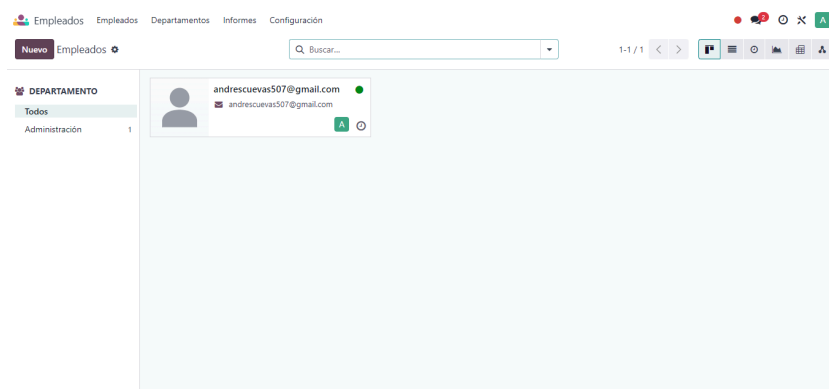 Empleados Empleados Departamentos Informes Configuración 2 A
Nuevo Empleados Buscar... 1-1 / 1
DEPARTAMENTO
Todos
Administración 1
andrescuevas507@gmail.com
andrescuevas507@gmail.com
A